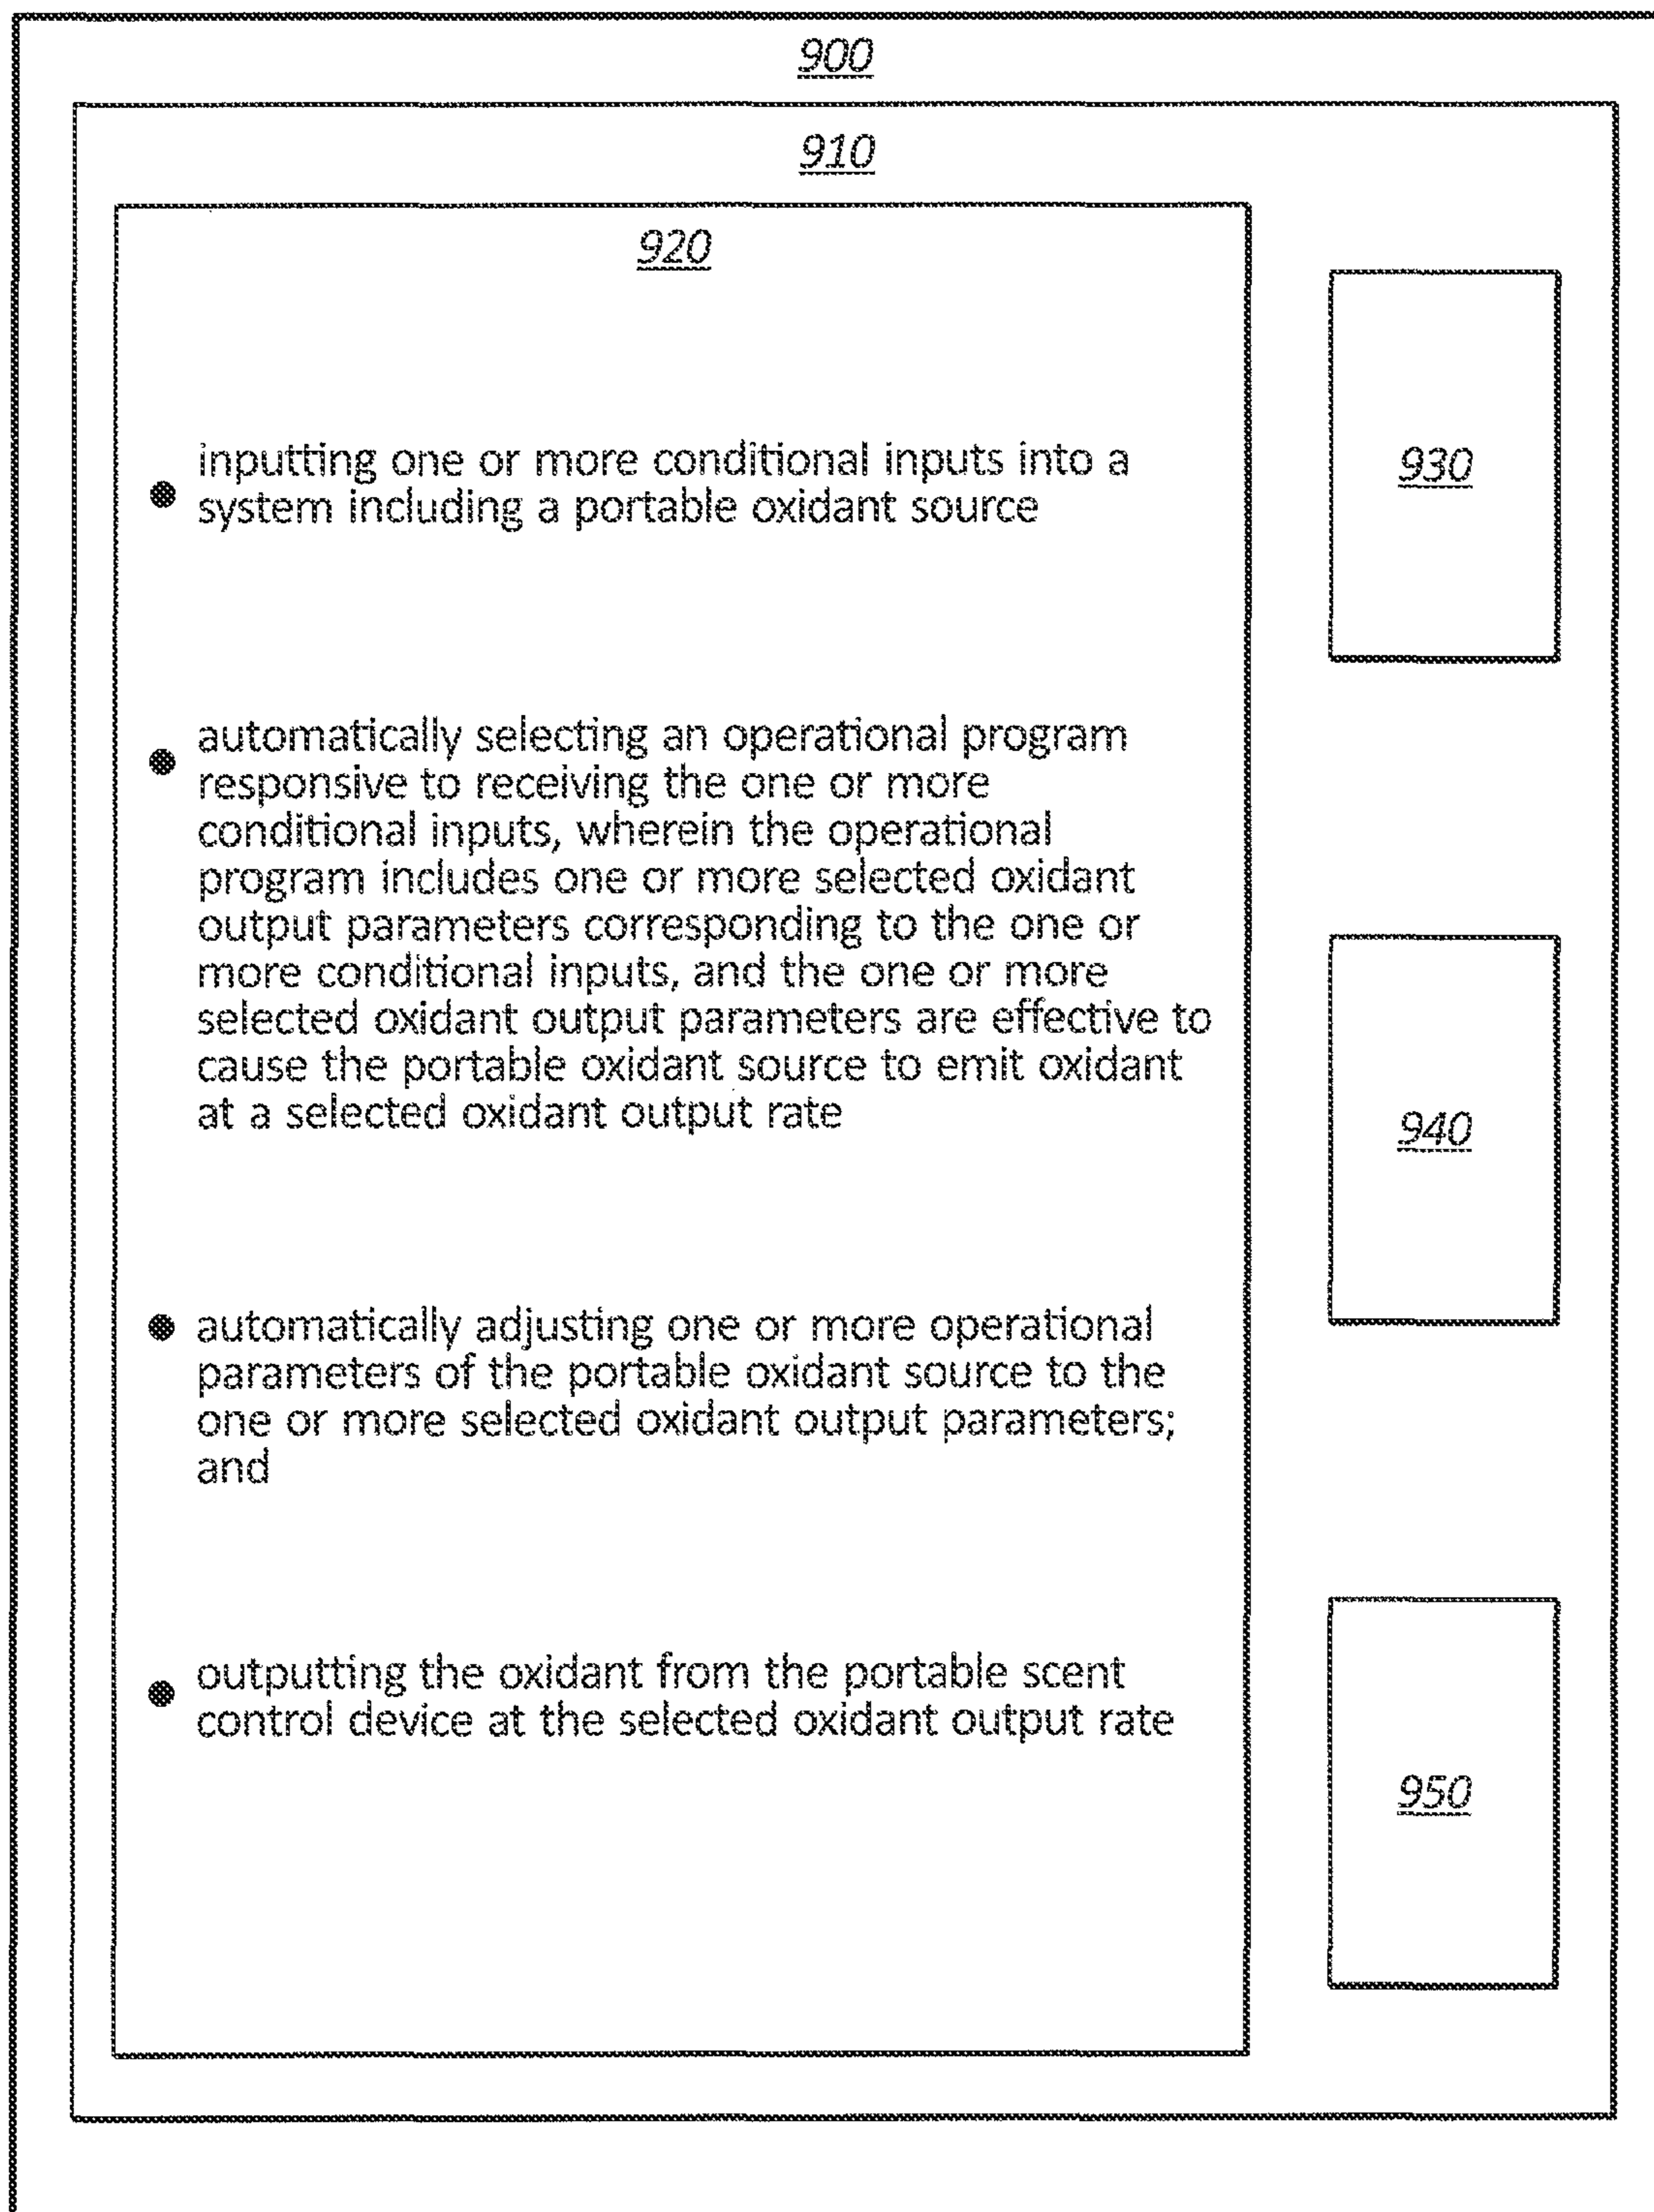 900
910
920
inputting one or more conditional inputs into a
system including a portable oxidant source
930
automatically selecting an operational program
responsive to receiving the one or more
conditional inputs, wherein the operational
program includes one or more selected oxidant
output parameters corresponding to the one or
more conditional inputs, and the one or more
selected oxidant output parameters are effective to
cause the portable oxidant source to emit oxidant
at a selected oxidant output rate
940
automatically adjusting one or more operational
parameters of the portable oxidant source to the
one or more selected oxidant output parameters;
and
outputting the oxidant from the portable scent
control device at the selected oxidant output rate
950